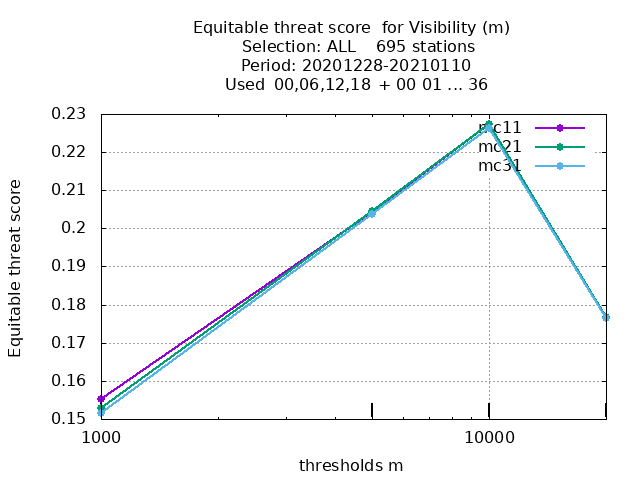 Equitable threat score for Visibility (m)
Selection: ALL 695 stations
Period: 20201228-20210110
Used 00,06,12,18 + 00 01 ... 36
Equitable threat score
0.23
0.22
0.21
0.2
0.19
0.18
0.17
0.16
0.15
mc11
mc21
mc31
1000
10000
thresholds m